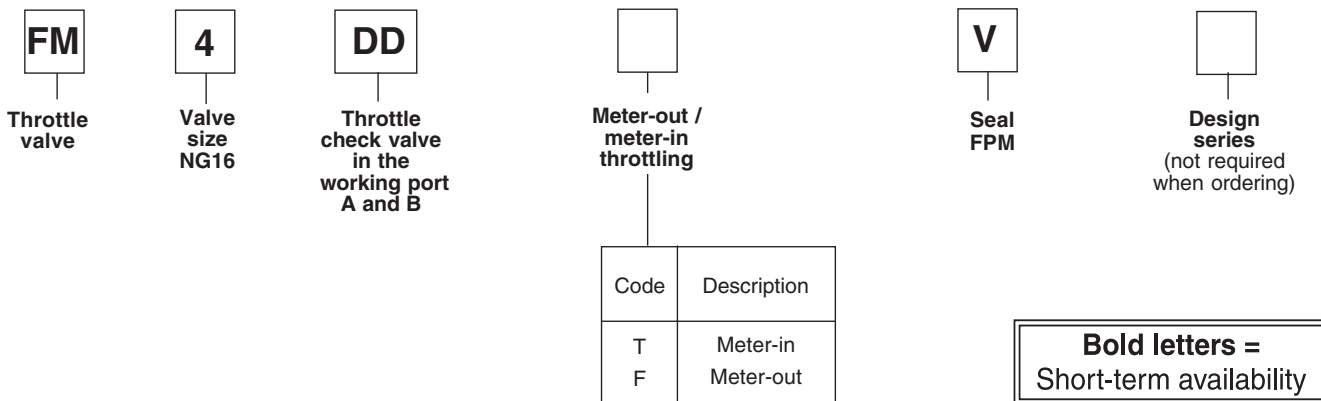 FM 4 DD V
Throttle
valve
Valve
size
NG16
Throttle
check valve
in the
working port
A and B
Meter-out /
meter-in
throttling
Seal
FPM
Design
series
(not required
when ordering)
Code Description
T Meter-in
F Meter-out
Bold letters =
Short-term availability